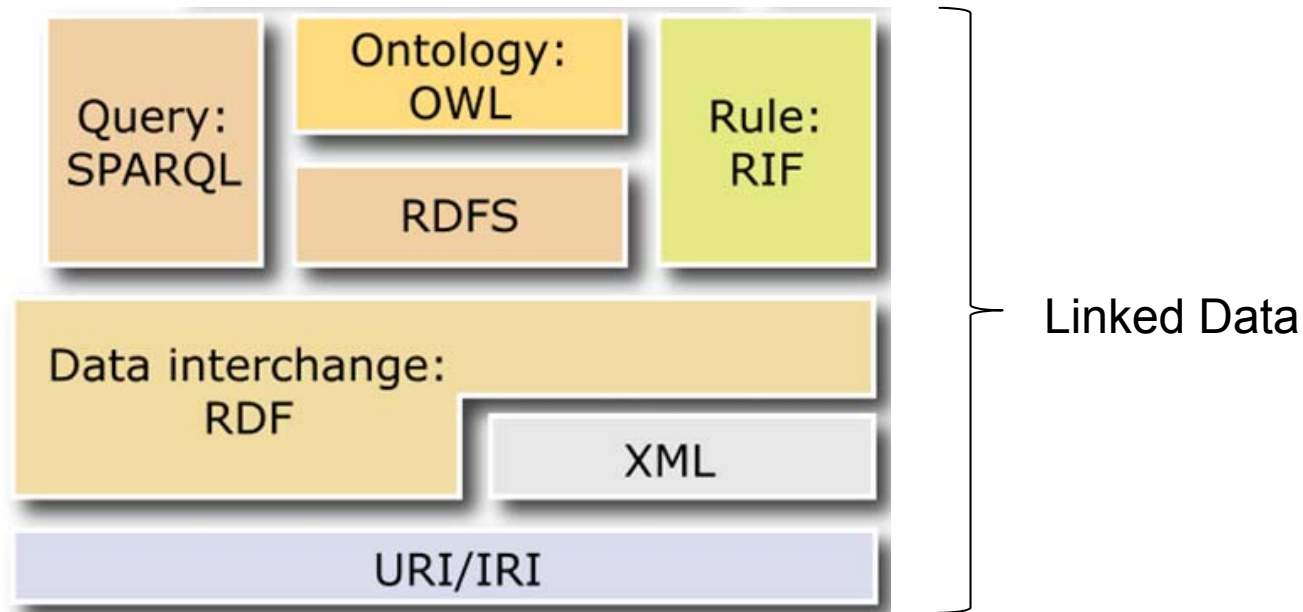 Query:
SPARQL
Ontology:
OWL
RDFS
Rule:
RIF
Data interchange:
RDF
XML
URI/IRI
Linked Data